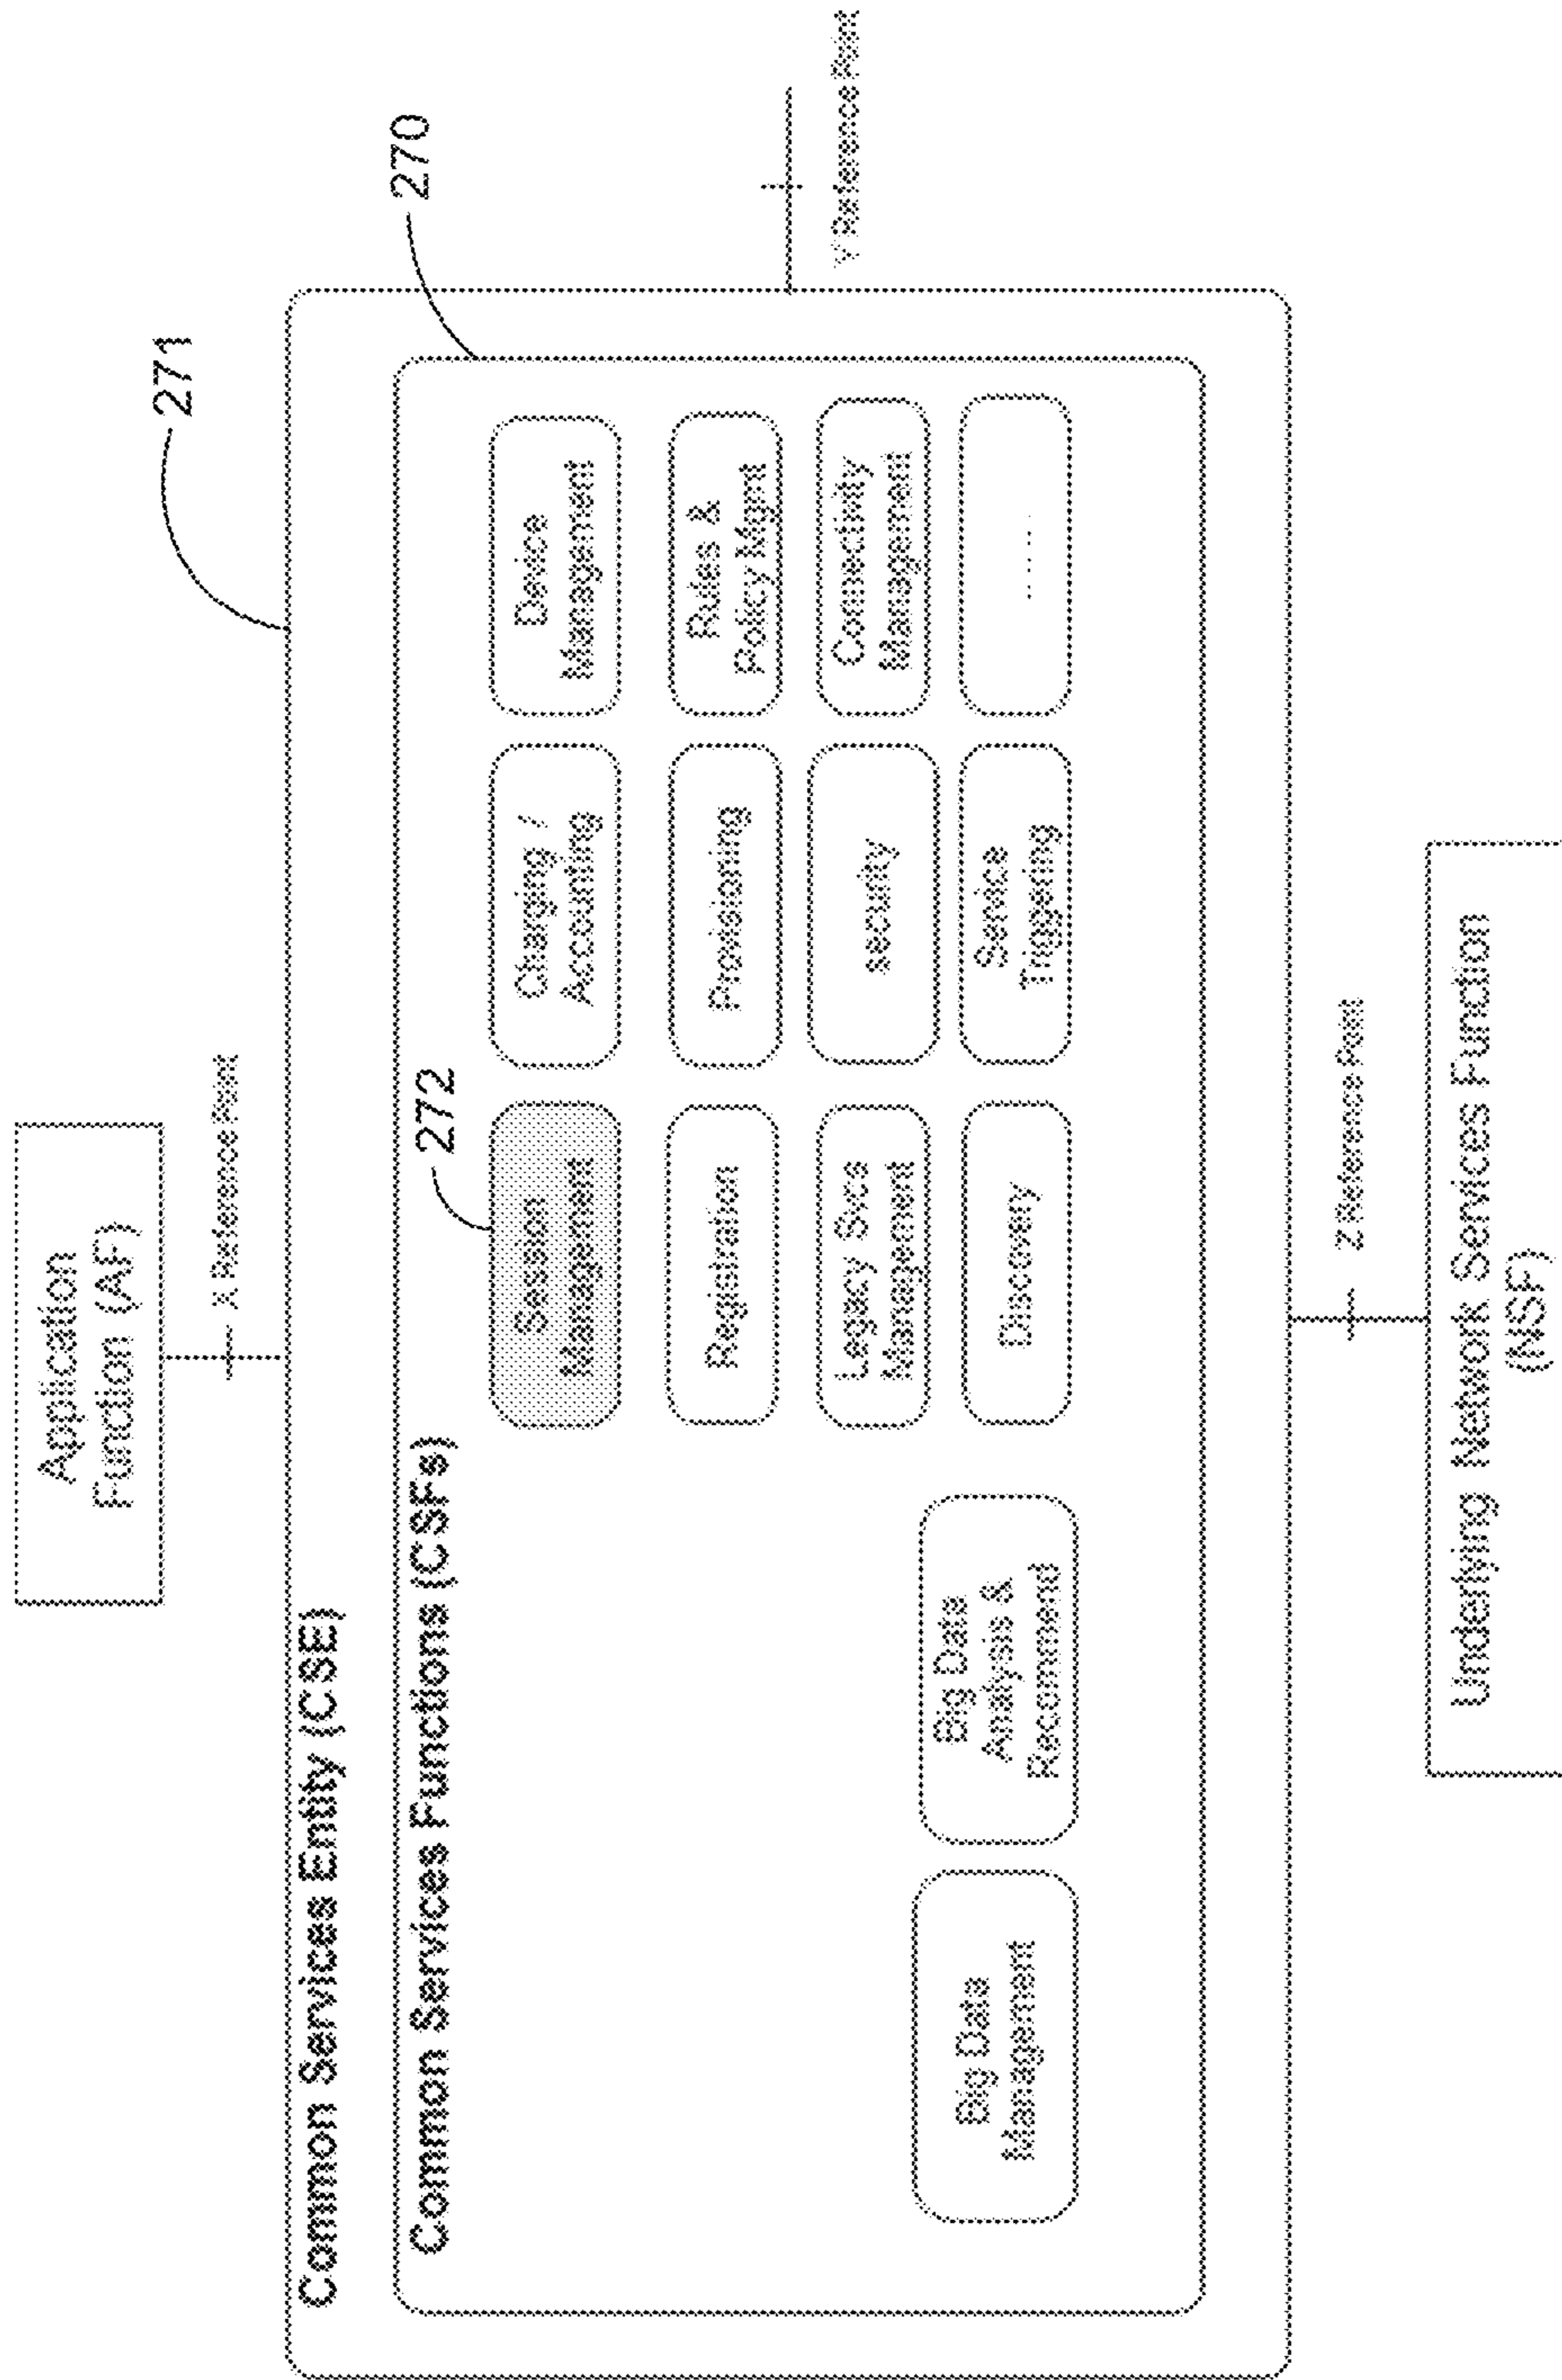 Application
Function (AF)
X Reference Point
271
Common Services Entity (CSE)
270
Common Services Functions (CSFs)
272
Session
Management
Charging /
Accounting
Device
Management
Registration
Provisioning
Rules &
Policy Mgmt
Legacy Svcs
Management
security
Connectivity
Management
Big Data
Management
Big Data
Analysis &
Recommend
Discovery
Service
Triggering
......
Y Reference Point
Z Reference Point
Underlying Network Services Function
(NSF)